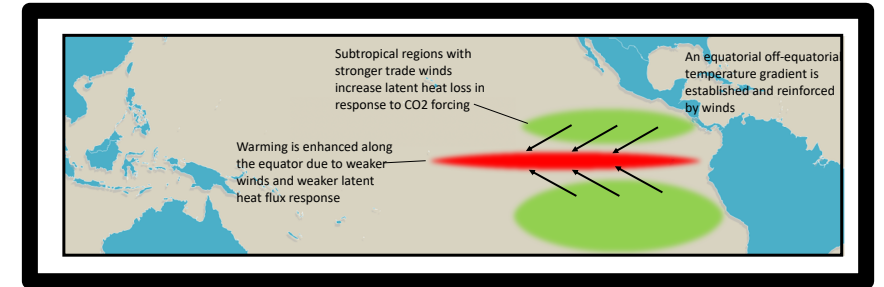 Subtropical regions with
stronger trade winds
increase latent heat loss in
response to CO2 forcing
An equatorial off-equatorial
temperature gradient is
established and reinforced
by winds
Warming is enhanced along
the equator due to weaker
winds and weaker latent
heat flux response